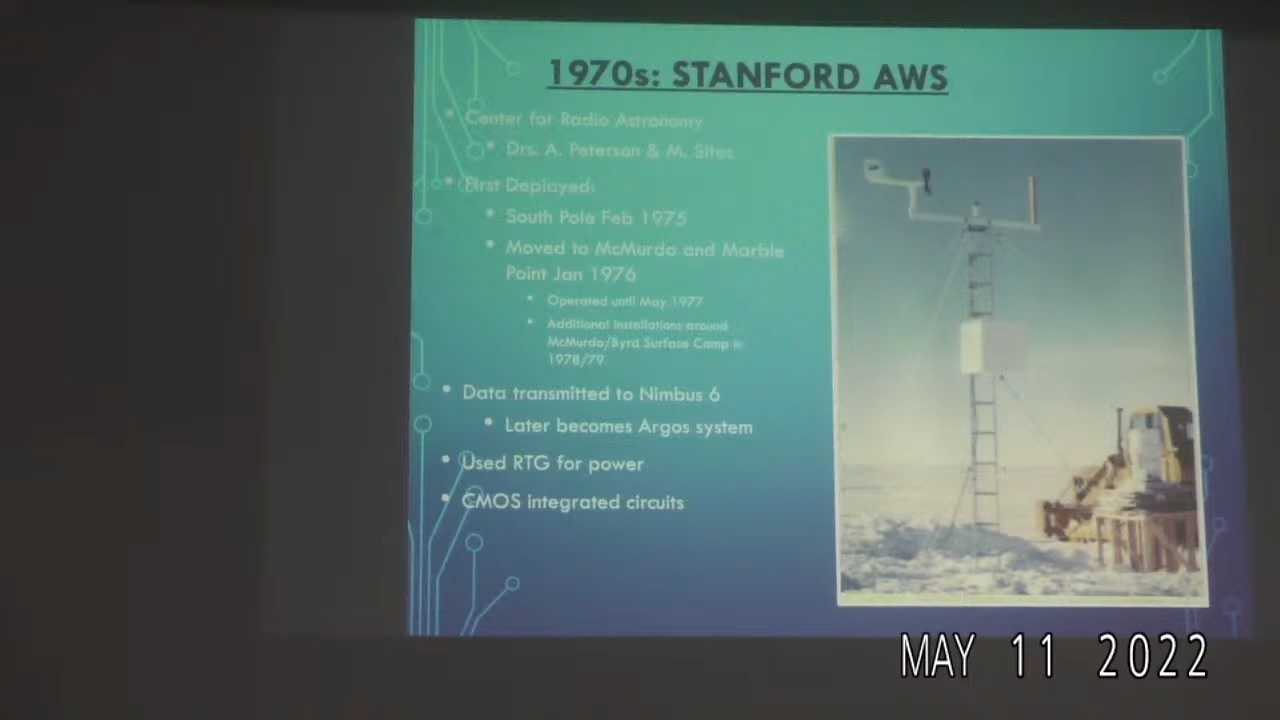 1970s: STANFORD AWS
Center for Radio Astronomy
Drs. A. Peterson & M. Sites
First Deployed:
South Pole Feb 1975
Moved to McMurdo and Marble
Point Jan 1976
Operated until May 1977
Additional installations around
McMurdo/Byrd Surface Camp in
1978/79
Data transmitted to Nimbus 6
Later becomes Argos system
Used RTG for power
CMOS integrated circuits
MAY 11 2022